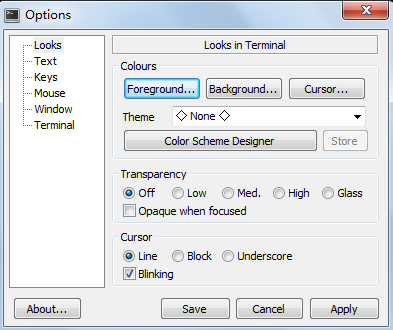 Options
Looks
Text
Keys
Mouse
Window
Terminal
Looks in Terminal
Colours
Foreground... Background... Cursor...
Theme ◇ None ◇
Color Scheme Designer Store
Transparency
Off Low Med. High Glass
Opaque when focused
Cursor
Line Block Underscore
Blinking
About... Save Cancel Apply